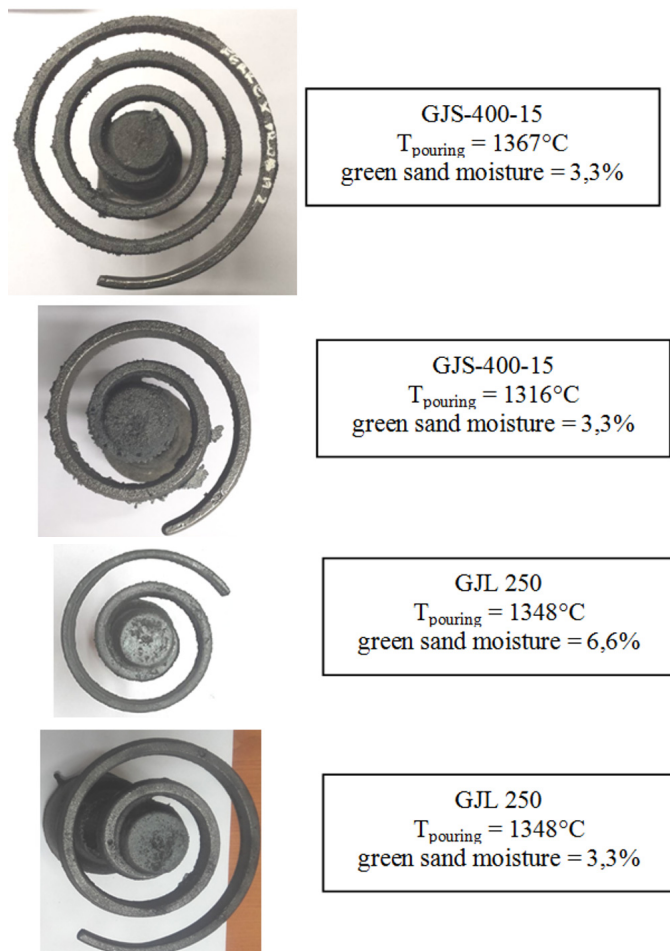 GJS-400-15
Tpouring = 1367°C
green sand moisture = 3,3%
GJS-400-15
Tpouring = 1316°C
green sand moisture = 3,3%
GJL 250
Tpouring = 1348°C
green sand moisture = 6,6%
GJL 250
Tpouring = 1348°C
green sand moisture = 3,3%